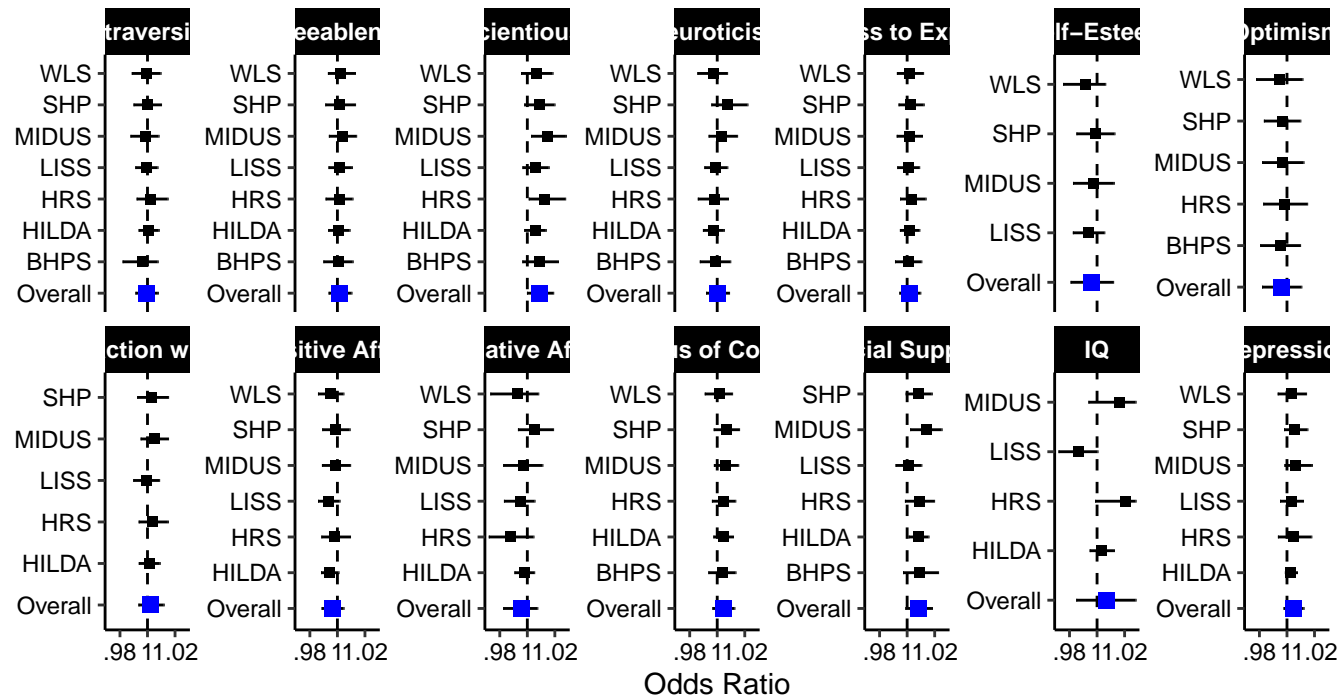 traversi
eeablen
cientiou
euroticis
ss to Ex
lf−Estee
Optimism
WLS
SHP
MIDUS
LISS
HRS
HILDA
BHPS
Overall
WLS
SHP
MIDUS
LISS
HRS
HILDA
BHPS
Overall
WLS
SHP
MIDUS
LISS
HRS
HILDA
BHPS
Overall
WLS
SHP
MIDUS
LISS
HRS
HILDA
BHPS
Overall
WLS
SHP
MIDUS
LISS
HRS
HILDA
BHPS
Overall
WLS
SHP
MIDUS
LISS
Overall
WLS
SHP
MIDUS
HRS
BHPS
Overall
ction w
sitive Aff
ative Af
us of Co
cial Supp
IQ
epressio
SHP
MIDUS
LISS
HRS
HILDA
Overall
WLS
SHP
MIDUS
LISS
HRS
HILDA
Overall
WLS
SHP
MIDUS
LISS
HRS
HILDA
Overall
WLS
SHP
MIDUS
HRS
HILDA
BHPS
Overall
SHP
MIDUS
LISS
HRS
HILDA
BHPS
Overall
MIDUS
LISS
HRS
HILDA
Overall
WLS
SHP
MIDUS
LISS
HRS
HILDA
Overall
.98 11.02
.98 11.02
.98 11.02
.98 11.02
.98 11.02
.98 11.02
.98 11.02
Odds Ratio